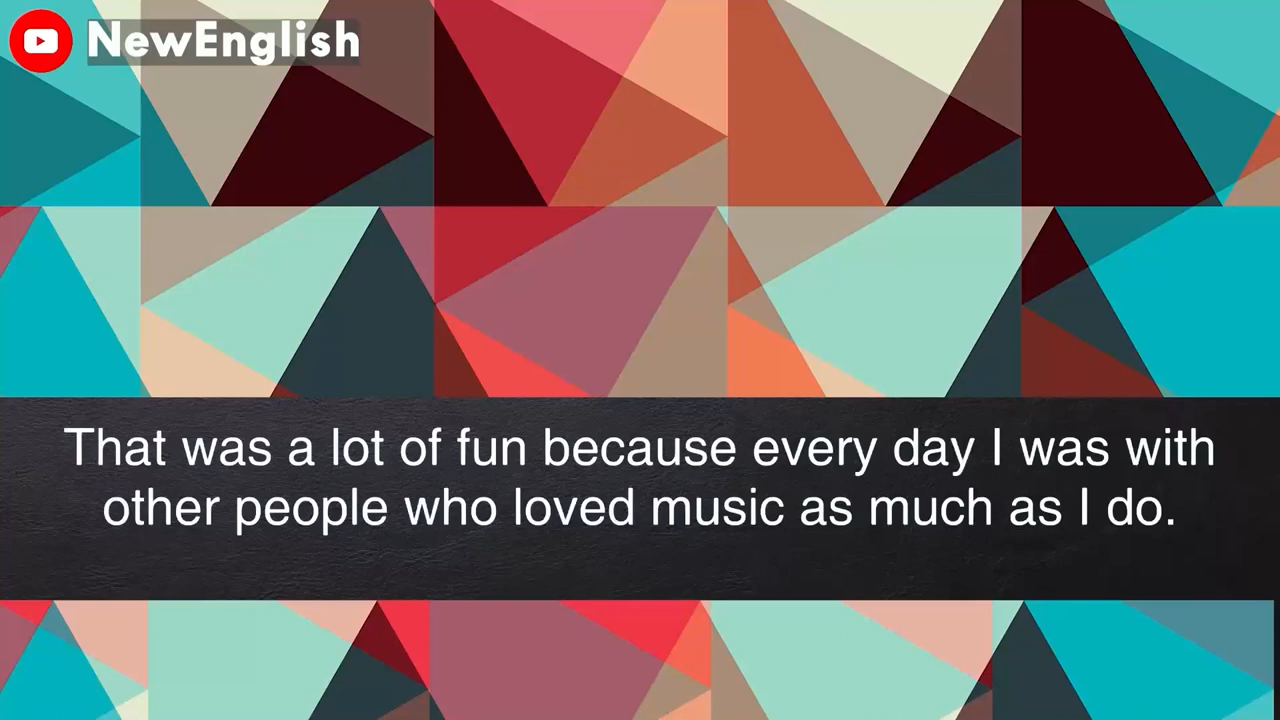 NewEnglish
That was a lot of fun because every day I was with
other people who loved music as much as I do.